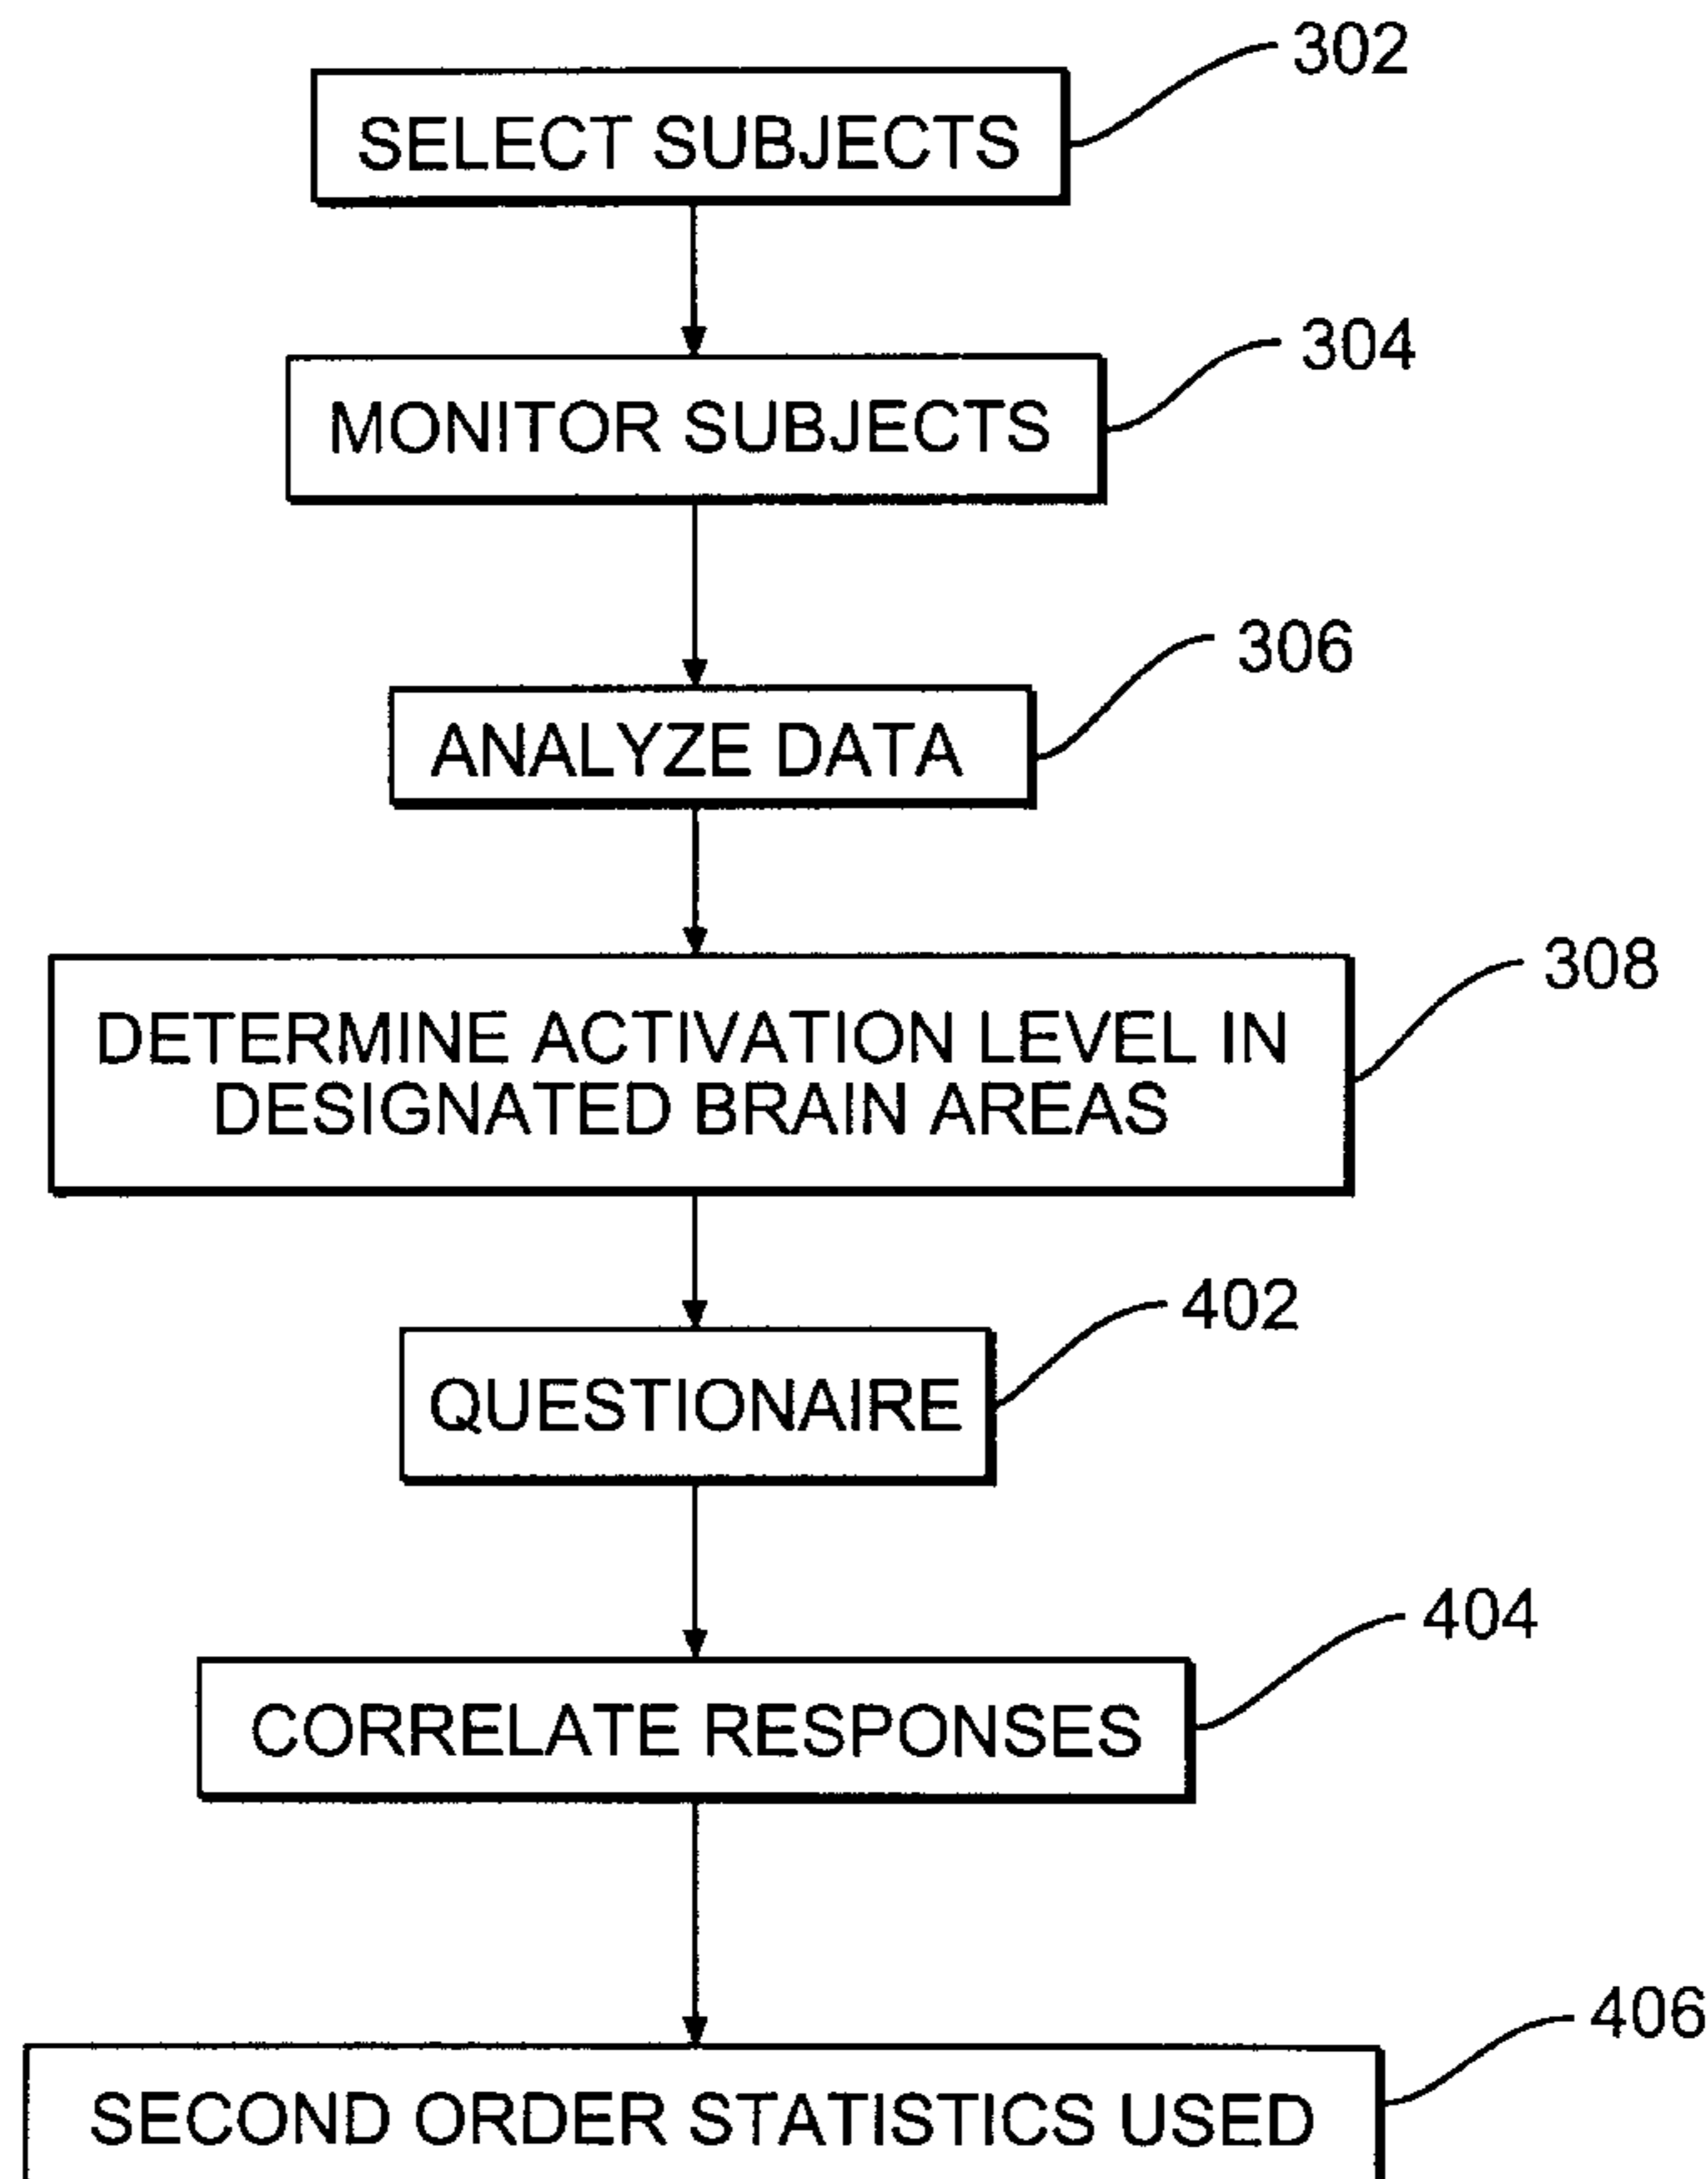 302
SELECT SUBJECTS
304
MONITOR SUBJECTS
306
ANALYZE DATA
308
DETERMINE ACTIVATION LEVEL IN
DESIGNATED BRAIN AREAS
402
QUESTIONAIRE
404
CORRELATE RESPONSES
406
SECOND ORDER STATISTICS USED